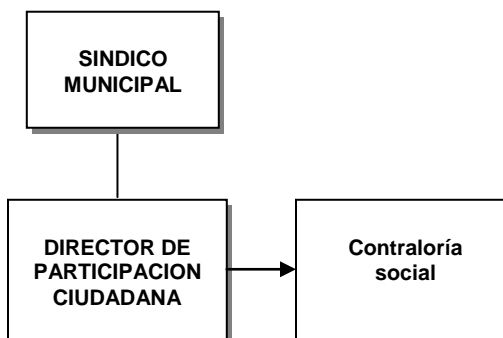 SINDICO
MUNICIPAL
DIRECTOR DE
PARTICIPACION
CIUDADANA
Contraloría
social